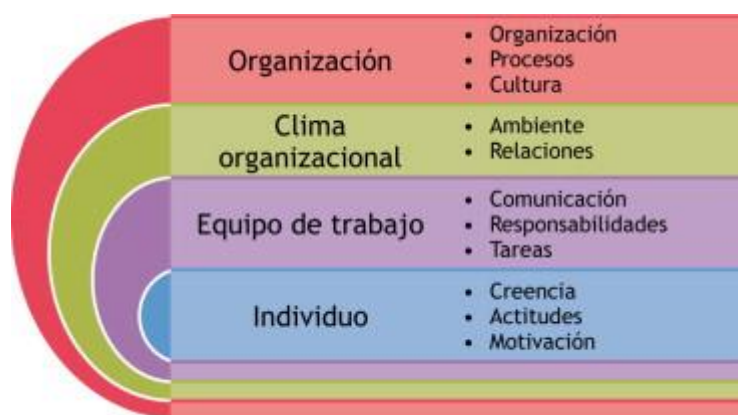 Organización
• Organización
• Procesos
• Cultura
Clima
organizacional
• Ambiente
• Relaciones
Equipo de trabajo
• Comunicación
• Responsabilidades
• Tareas
Individuo
• Creencia
• Actitudes
• Motivación